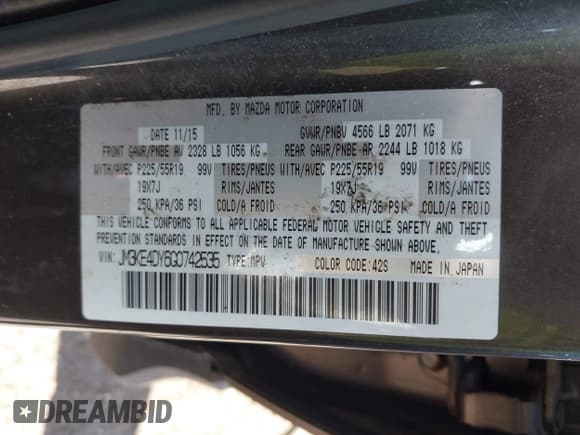 MFD. BY MAZDA MOTOR CORPORATION
DATE 11/15 GVWR/PNBV 4566 LB 2071 KG
FRONT GAWR/PNBE AV 2328 LB 1056 KG REAR GAWR/PNBE-AR 2244 LB 1018 KG
WITH/AVEC P225/55R19 99V TIRES/PNEUS WITH/AVEC P225/55R19 99V TIRES/PNEUS
19X7J RIMS/JANTES 19X7J RIMS/JANTES
250 KPA/36 PSI COLD/A FROID 250 KPA/36 PSI COLD/A FROID
THIS VEHICLE CONFORMS TO ALL APPLICABLE FEDERAL MOTOR VEHICLE SAFETY AND THEFT
PREVENTION STANDARDS IN EFFECT ON THE DATE OF MANUFACTURE SHOWN ABOVE.
VIN: JM3KE4DY6G0742535 TYPE:MPV COLOR CODE:42S MADE IN JAPAN
DREAMBID